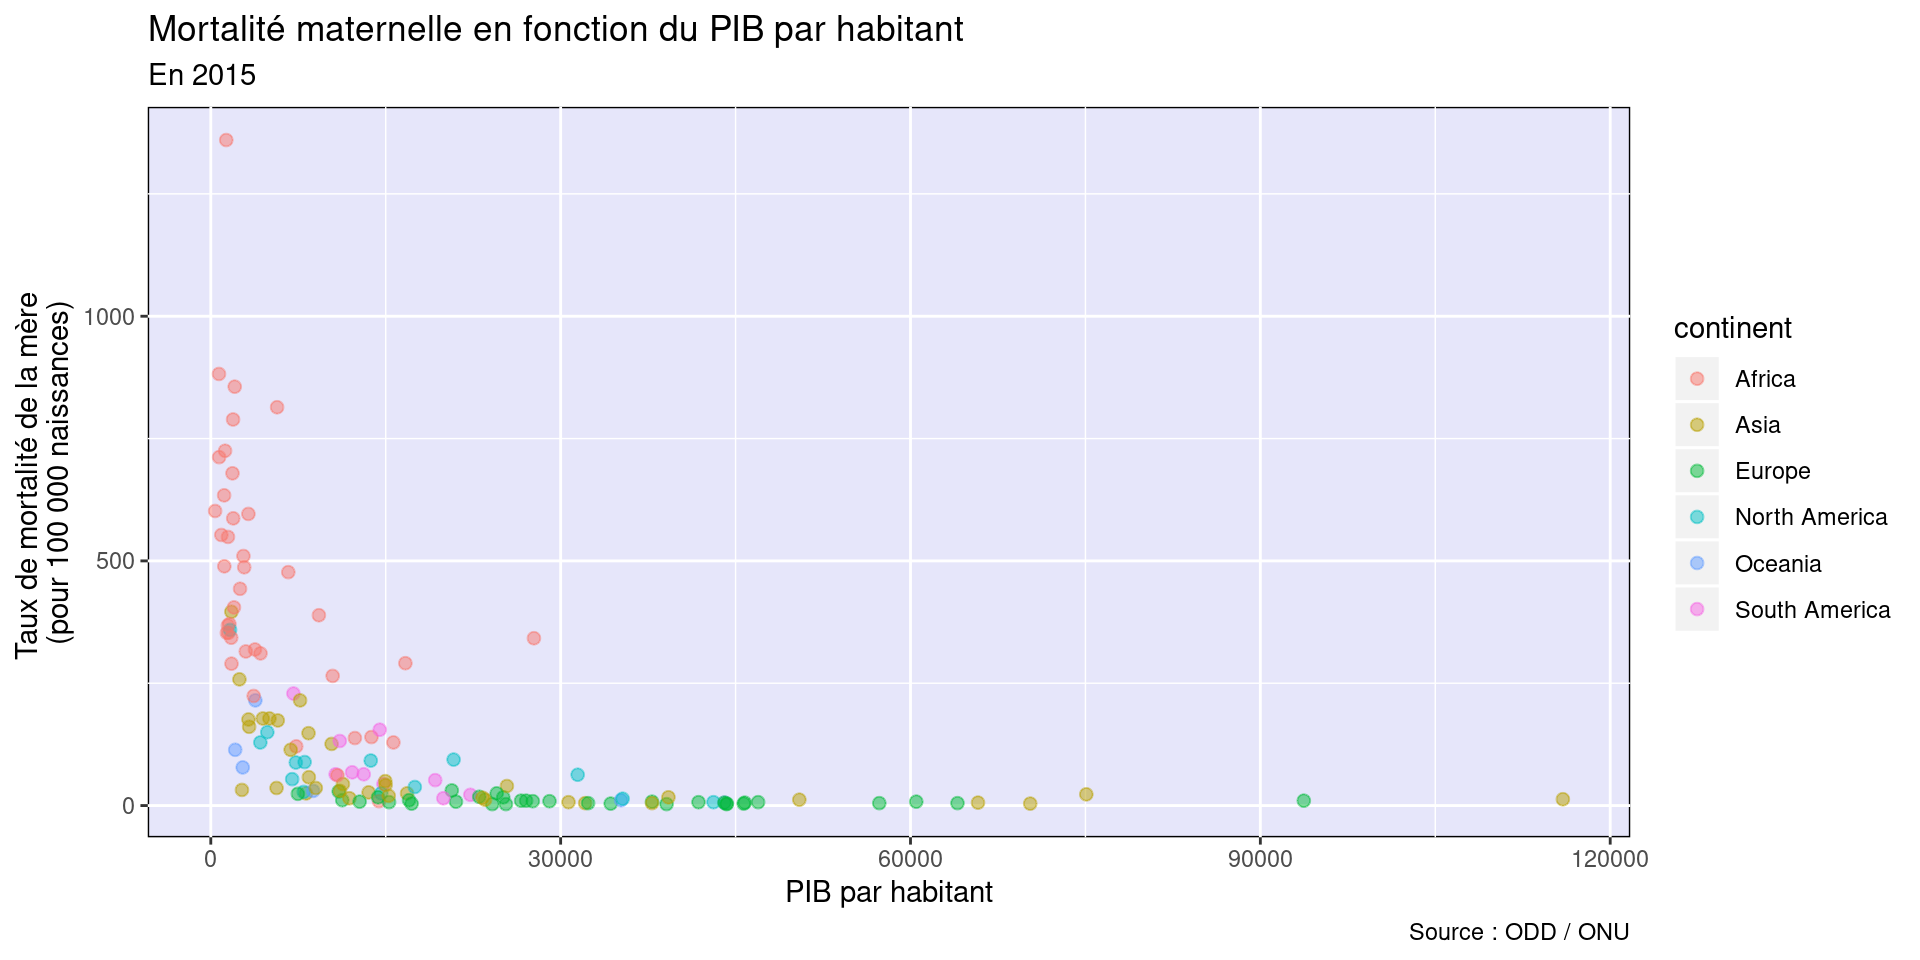 Mortalité maternelle en fonction du PIB par habitant
En 2015
Taux de mortalité de la mère
(pour 100 000 naissances)
1000
500
0
0
30000
60000
90000
120000
PIB par habitant
continent
Africa
Asia
Europe
North America
Oceania
South America
Source : ODD / ONU